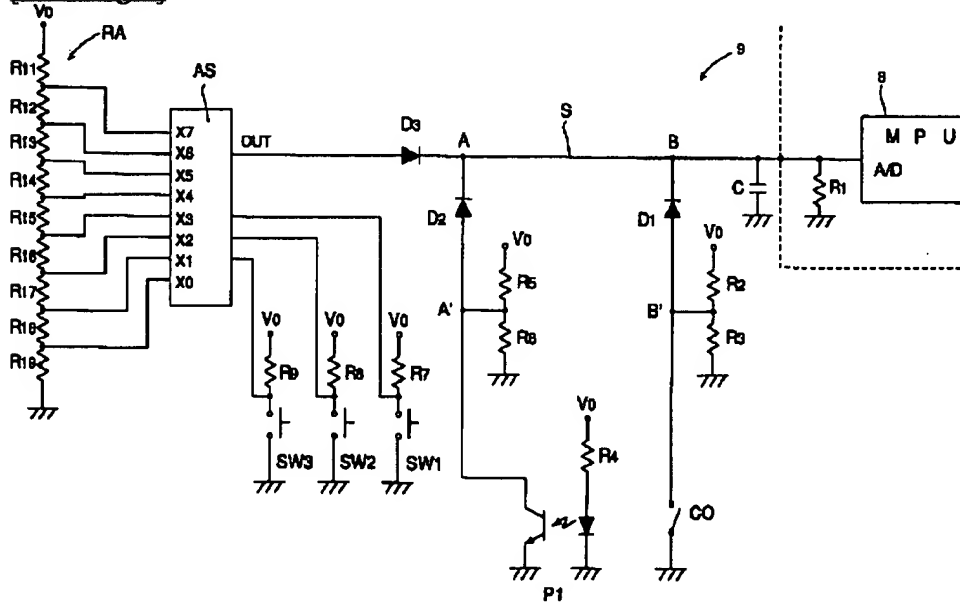 V0
RA
R11
R12
R13
R14
R15
R16
R17
R18
R19
AS
X7
X6
X5
X4
X3
X2
X1
X0
OUT
D3
A
S
B
9
8
M P U
A/D
C
R1
D2
D1
V0
R5
A'
R6
V0
R2
B'
R3
V0
V0
V0
R9
R8
R7
SW3
SW2
SW1
V0
R4
P1
CO